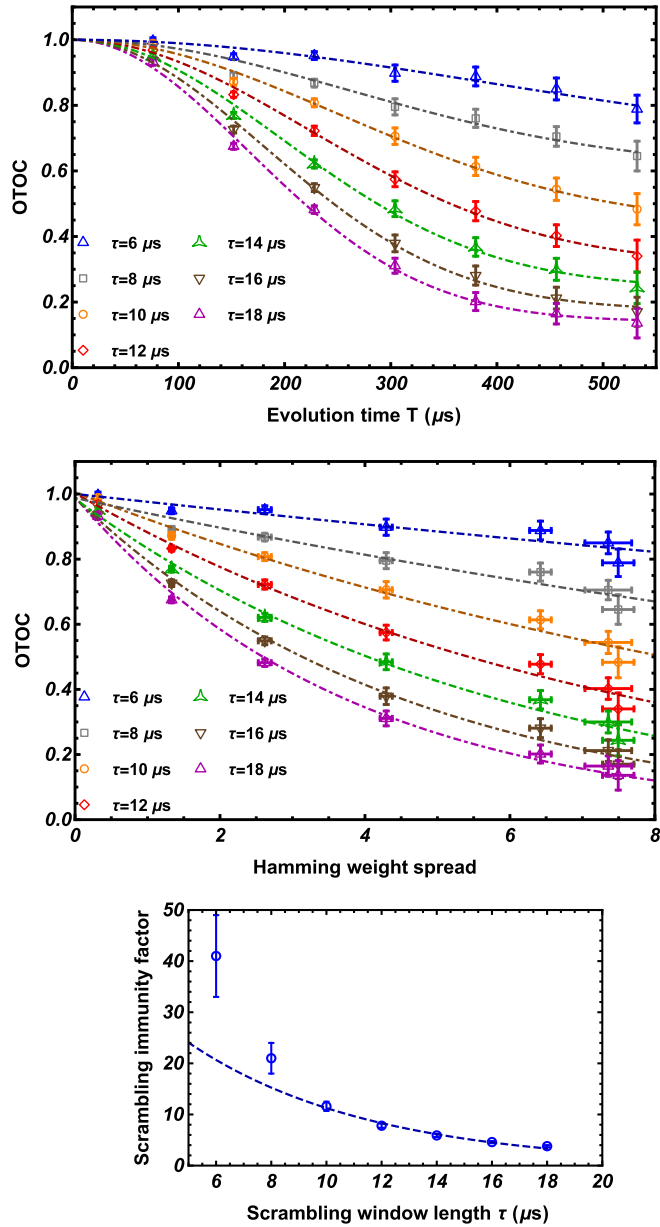 1.0
0.8
0.6
0.4
0.2
0.0
OTOC
τ=6 μs
τ=14 μs
τ=8 μs
τ=16 μs
τ=10 μs
τ=18 μs
τ=12 μs
0 100 200 300 400 500
Evolution time T (μs)
1.0
0.8
0.6
0.4
0.2
0.0
OTOC
τ=6 μs
τ=14 μs
τ=8 μs
τ=16 μs
τ=10 μs
τ=18 μs
τ=12 μs
0 2 4 6 8
Hamming weight spread
50
40
30
20
10
0
Scrambling immunity factor
6 8 10 12 14 16 18 20
Scrambling window length τ (μs)